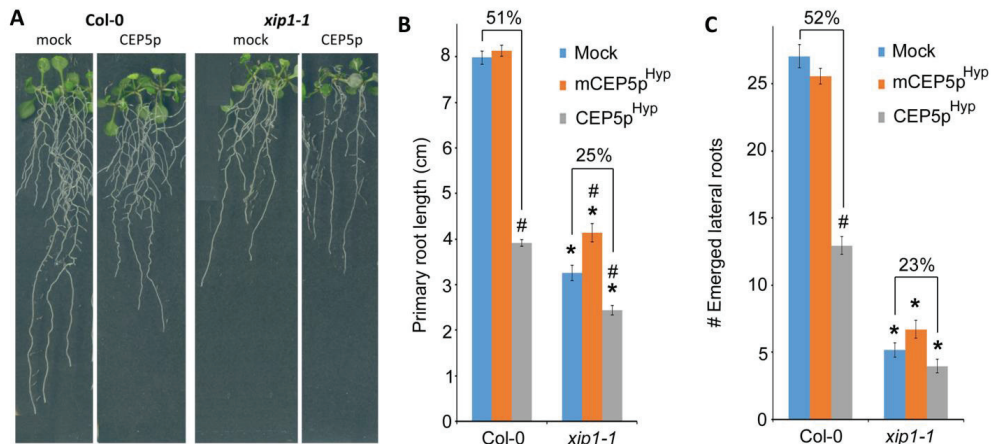 A
Col-0
xip1-1
mock
CEP5p
mock
CEP5p
B
51%
Mock
mCEP5pHyp
CEP5pHyp
25%
#
#
*
*
#
*
Primary root length (cm)
8
7
6
5
4
3
2
1
0
Col-0
xip1-1
C
52%
Mock
mCEP5pHyp
CEP5pHyp
#
23%
*
*
*
# Emerged lateral roots
25
20
15
10
5
0
Col-0
xip1-1